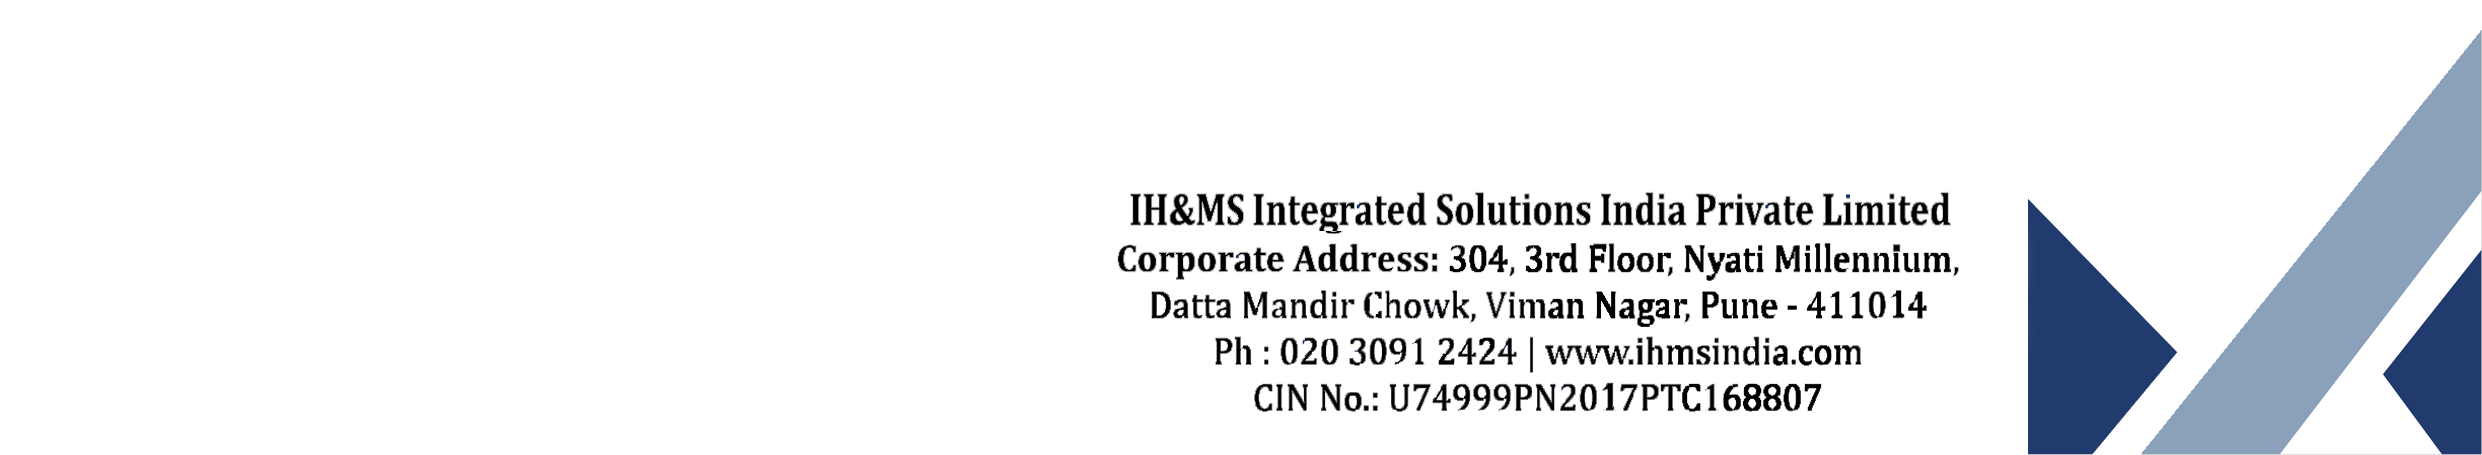 IH&MS Integrated Solutions India Private Limited
Corporate Address: 304, 3rd Floor, Nyati Millennium,
Datta Mandir Chowk, Viman Nagar, Pune - 411014
Ph : 020 3091 2424 | www.ihmsindia.com
CIN No.: U74999PN2017PTC168807